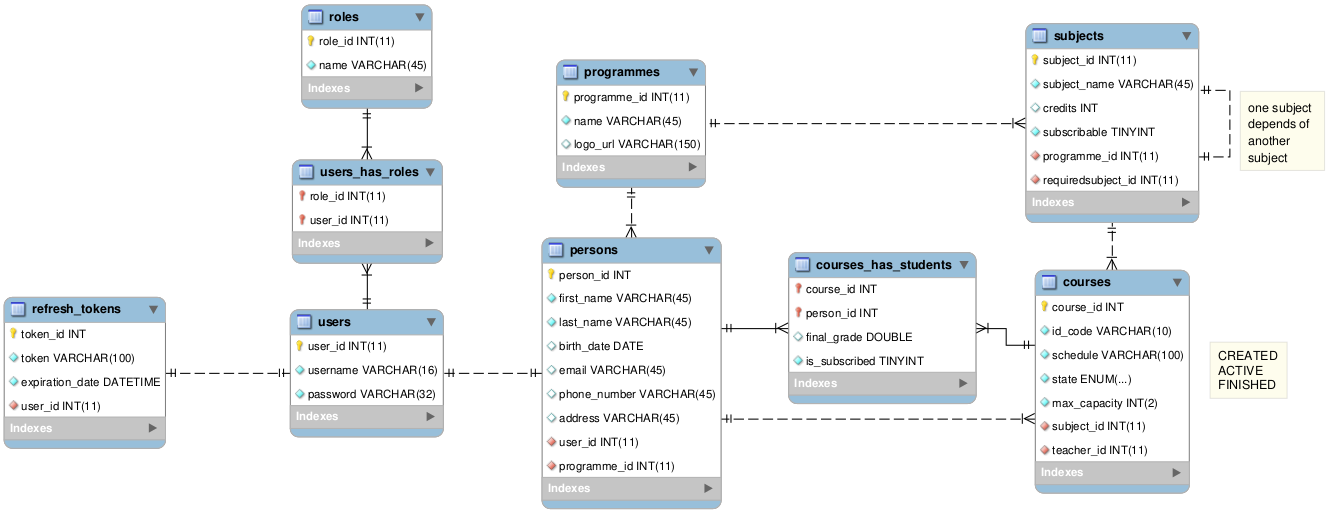 roles
role_id INT(11)
name VARCHAR(45)
Indexes
users_has_roles
role_id INT(11)
user_id INT(11)
Indexes
refresh_tokens
token_id INT
token VARCHAR(100)
expiration_date DATETIME
user_id INT(11)
Indexes
users
user_id INT(11)
username VARCHAR(16)
password VARCHAR(32)
Indexes
programmes
programme_id INT(11)
name VARCHAR(45)
logo_url VARCHAR(150)
Indexes
persons
person_id INT
first_name VARCHAR(45)
last_name VARCHAR(45)
birth_date DATE
email VARCHAR(45)
phone_number VARCHAR(45)
address VARCHAR(45)
user_id INT(11)
programme_id INT(11)
Indexes
courses_has_students
course_id INT
person_id INT
final_grade DOUBLE
is_subscribed TINYINT
Indexes
subjects
subject_id INT(11)
subject_name VARCHAR(45)
credits INT
subscribable TINYINT
programme_id INT(11)
requiredsubject_id INT(11)
Indexes
one subject
depends of
another
subject
courses
course_id INT
id_code VARCHAR(10)
schedule VARCHAR(100)
state ENUM(...)
max_capacity INT(2)
subject_id INT(11)
teacher_id INT(11)
Indexes
CREATED
ACTIVE
FINISHED